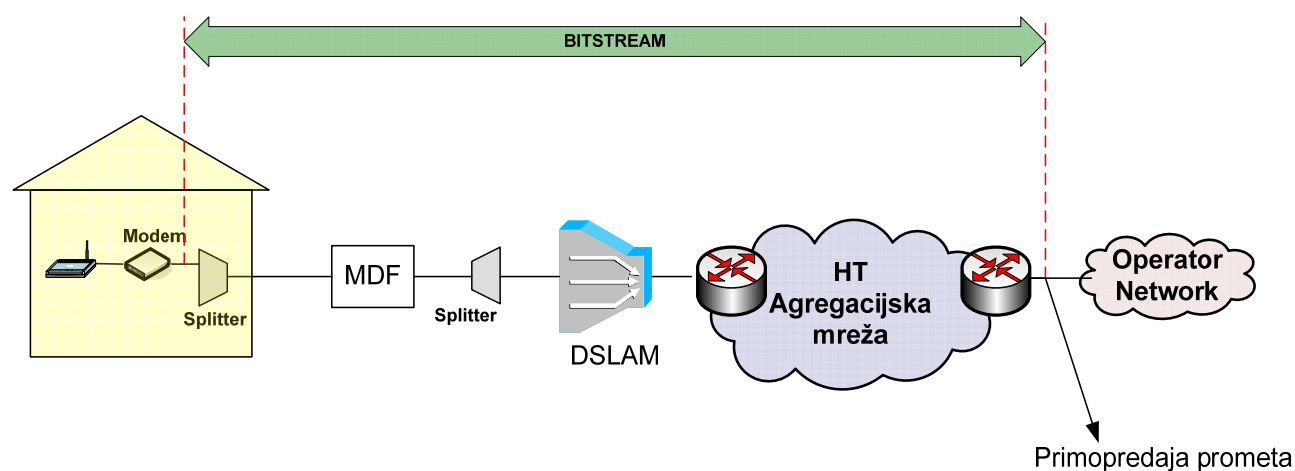 BITSTREAM
Modem
Splitter
MDF
Splitter
DSLAM
HT
Agregacijska
mreža
Operator
Network
Primopredaja prometa